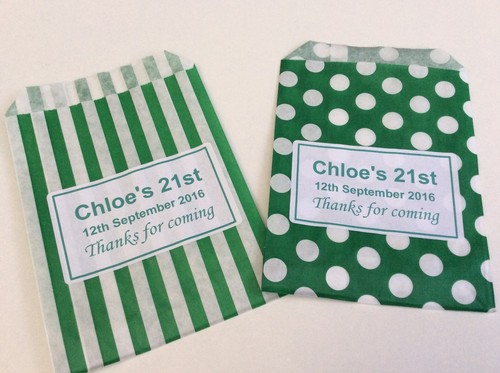 Chloe's 21st
12th September 2016
Thanks for coming
Chloe's 21st
12th September 2016
Thanks for coming